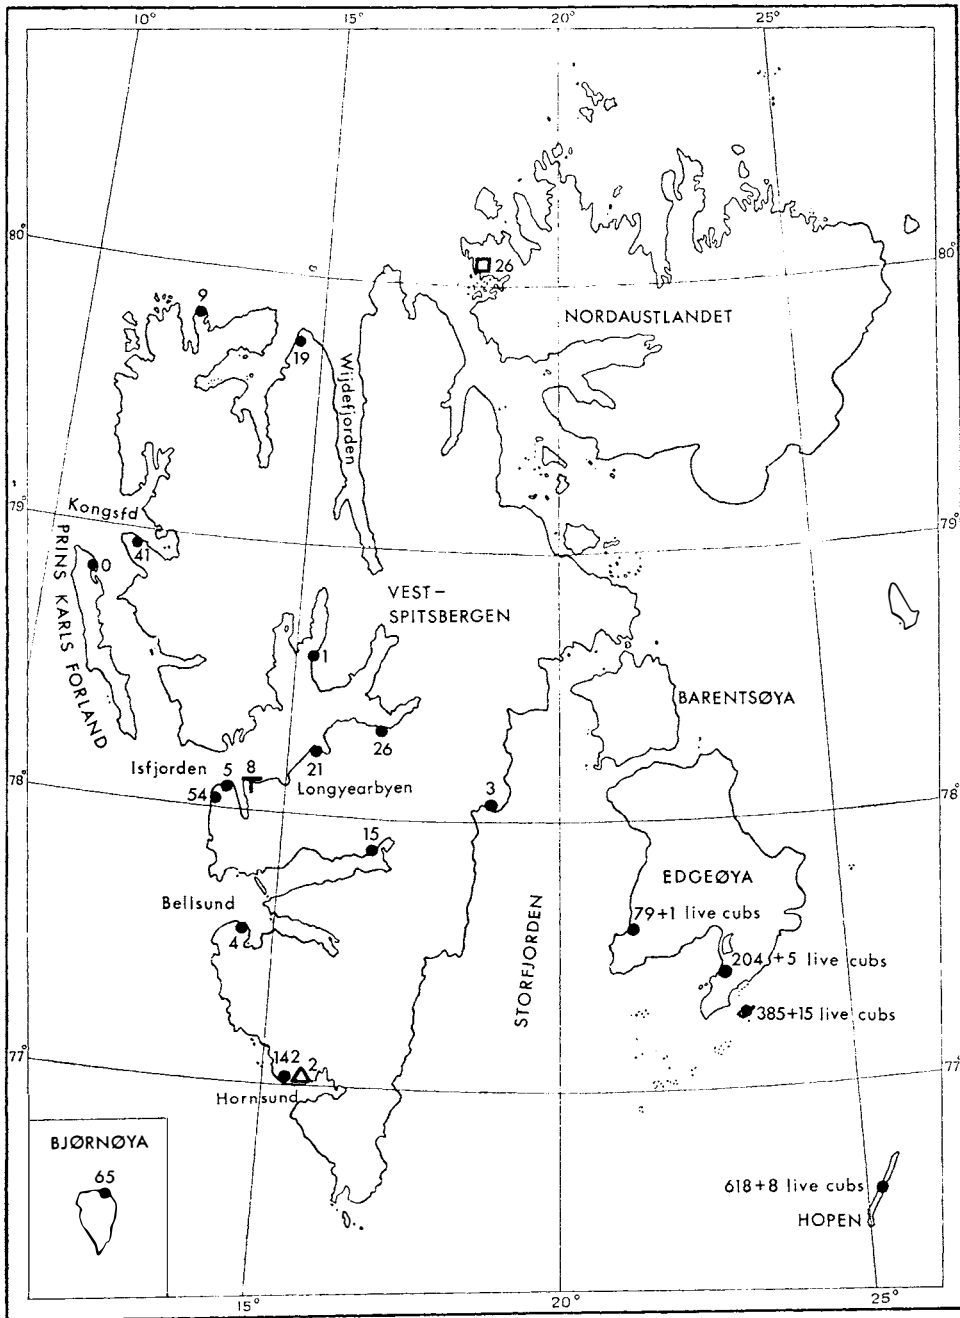 10°
15°
20°
25°
80°
80°
26
NORDAUSTLANDET
9
19
Wijdefjorden
Kongsfd
79°
79°
41
0
PRINS KARLS FORLAND
VEST-
SPITSBERGEN
1
BARENTSØYA
26
21
Isfjorden
5
8
Longyearbyen
78°
78°
54
3
15
EDGEØYA
Bellsund
79+1 live cubs
4
STORFJORDEN
204 +5 live cubs
385+15 live cubs
77°
77°
142
2
Hornsund
BJØRNØYA
65
618+8 live cubs
HOPEN
15°
20°
25°